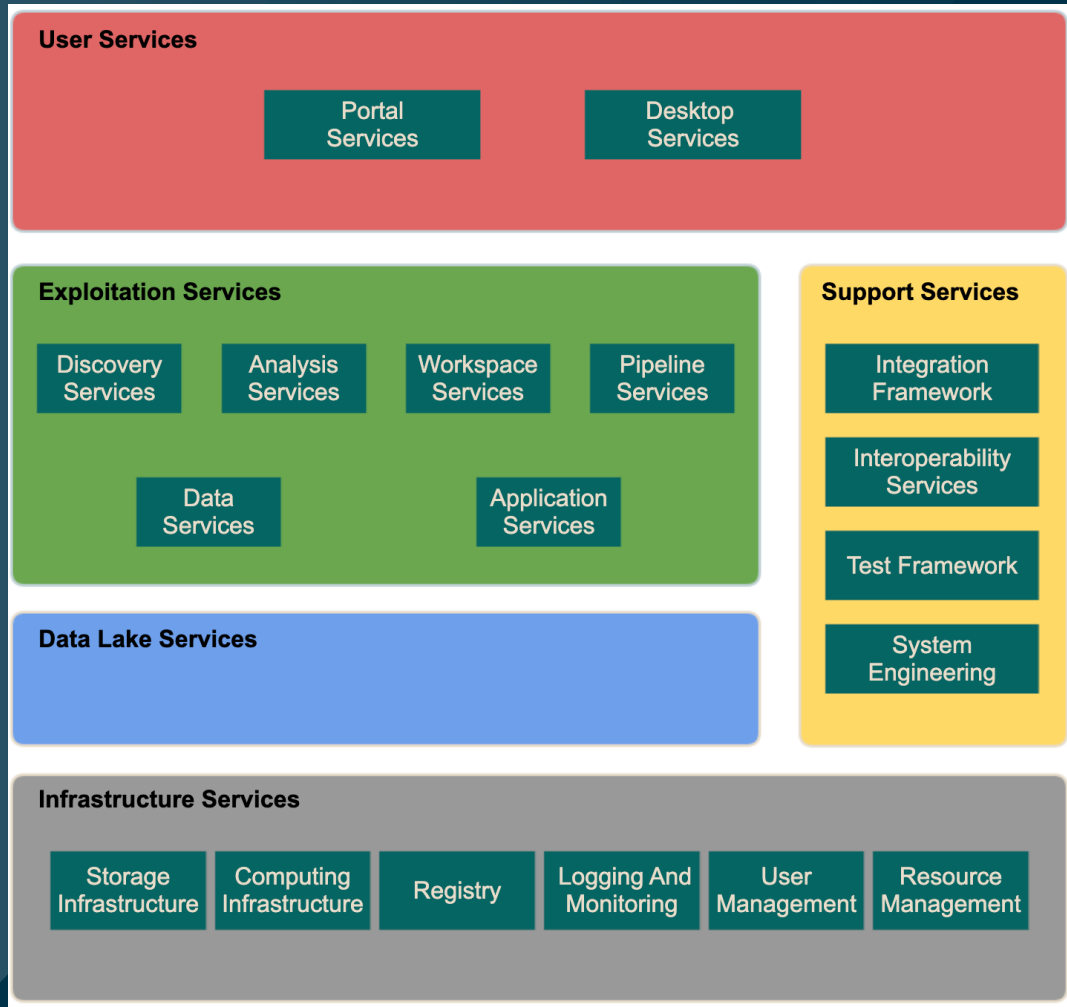 User Services
Portal
Services
Desktop
Services
Exploitation Services
Discovery
Services
Analysis
Services
Workspace
Services
Pipeline
Services
Data
Services
Application
Services
Support Services
Integration
Framework
Interoperability
Services
Test Framework
System
Engineering
Data Lake Services
Infrastructure Services
Storage
Infrastructure
Computing
Infrastructure
Registry
Logging And
Monitoring
User
Management
Resource
Management